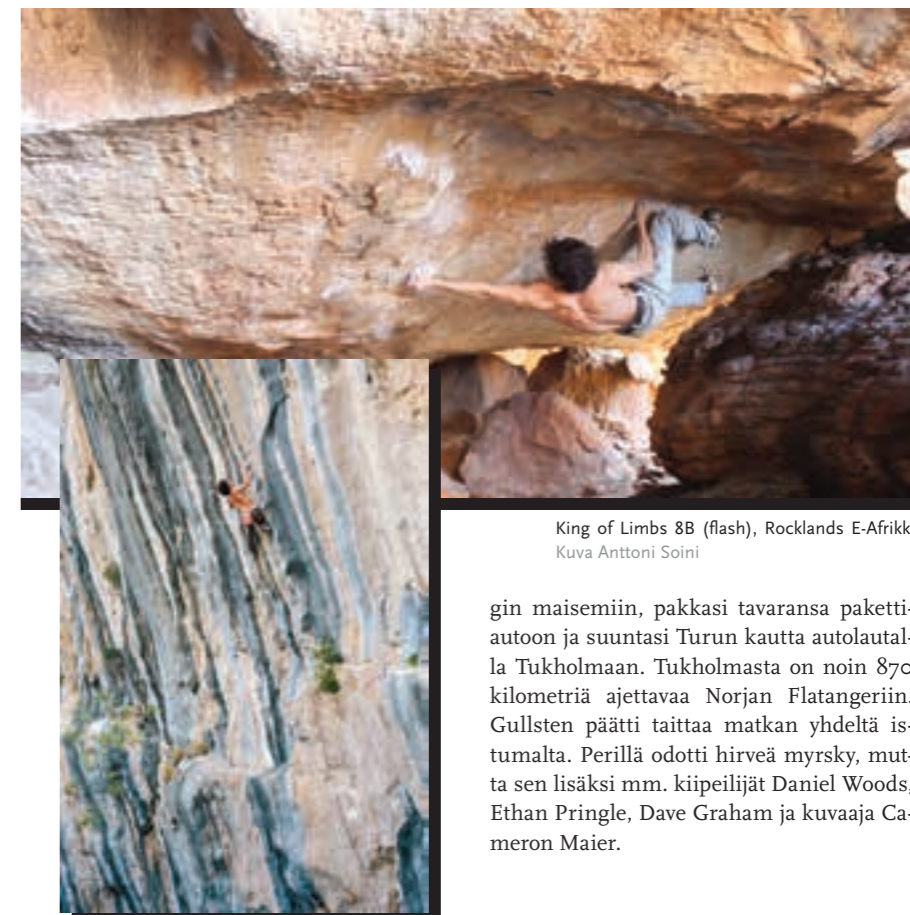 King of Limbs 8B (flash), Rocklands E-Afrikk
Kuva Anttoni Soini
gin maisemiin, pakkasi tavaransa paketti-
autoon ja suuntasi Turun kautta autolautal-
la Tukholmaan. Tukholmasta on noin 870
kilometriä ajettavaa Norjan Flatangeriin.
Gullsten päätti taittaa matkan yhdeltä is-
tumalta. Perillä odotti hirveä myrsky, mut-
ta sen lisäksi mm. kiipeilijät Daniel Woods,
Ethan Pringle, Dave Graham ja kuvaaja Ca-
meron Maier.